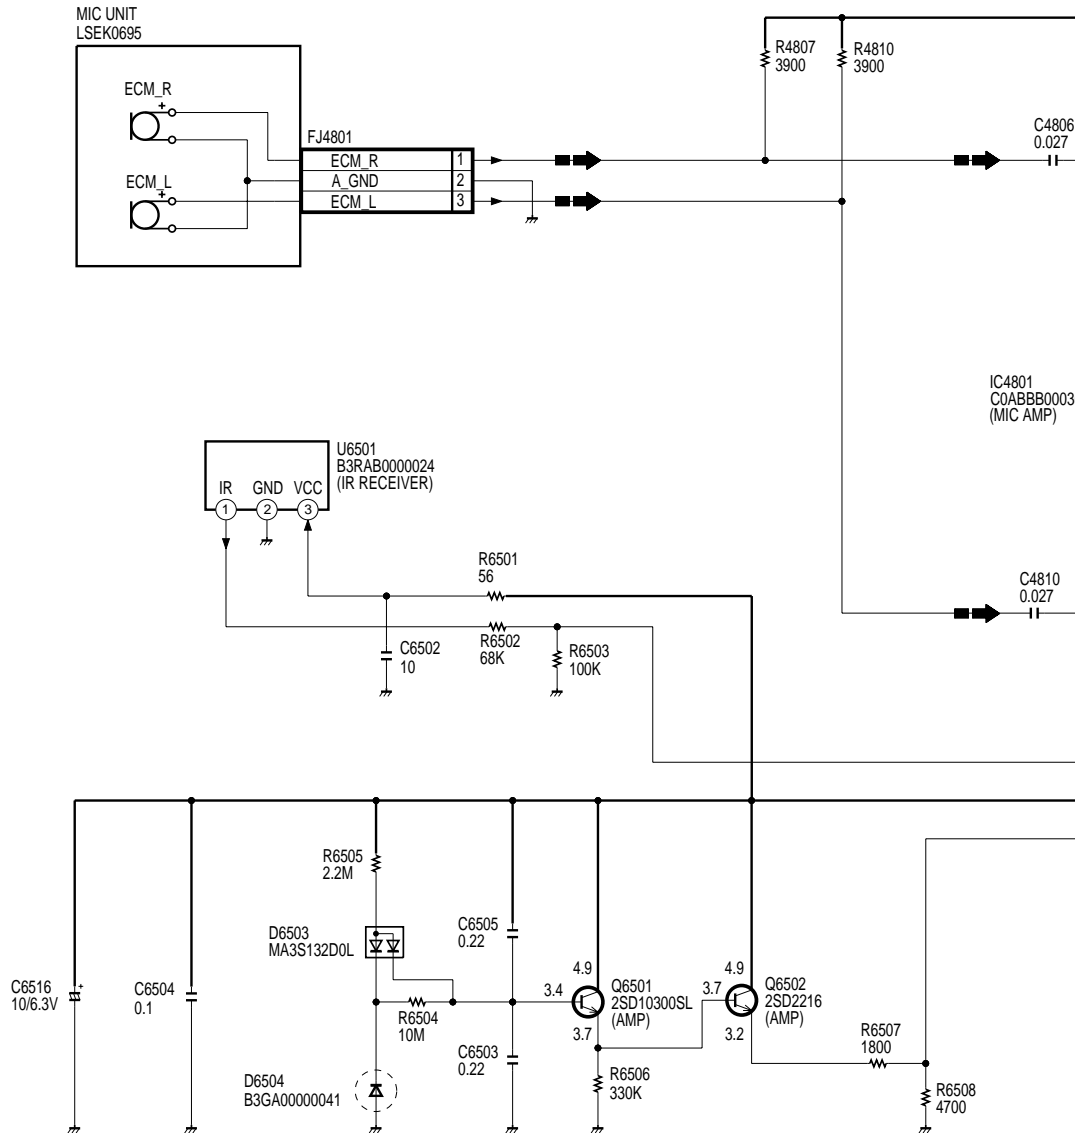 MIC UNIT
LSEK0695
ECM_R
+
ECM_L
+
FJ4801
ECM_R 1
A_GND 2
ECM_L 3
R4807
3900
R4810
3900
C4806
0.027
IC4801
C0ABBB0003
(MIC AMP)
U6501
B3RAB0000024
(IR RECEIVER)
IR GND VCC
1 2 3
R6501
56
C6502
10
R6502
68K
R6503
100K
C4810
0.027
R6505
2.2M
D6503
MA3S132D0L
C6505
0.22
C6516
10/6.3V
+
C6504
0.1
R6504
10M
C6503
0.22
D6504
B3GA00000041
4.9
3.4
3.7
Q6501
2SD10300SL
(AMP)
R6506
330K
4.9
3.7
3.2
Q6502
2SD2216
(AMP)
R6507
1800
R6508
4700